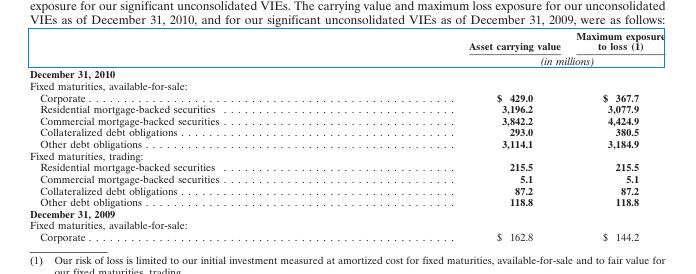 exposure for our significant unconsolidated VIEs. The carrying value and maximum loss exposure for our unconsolidated
VIEs as of December 31, 2010, and for our significant unconsolidated VIEs as of December 31, 2009, were as follows:
Maximum exposure
Asset carrying value to loss (1)
(in millions)
December 31, 2010
Fixed maturities, available-for-sale:
Corporate $ 429.0 $ 367.7
Residential mortgage-backed securities 3,196.2 3,077.9
Commercial mortgage-backed securities 3,842.2 4,424.9
Collateralized debt obligations 293.0 380.5
Other debt obligations 3,114.1 3,184.9
Fixed maturities, trading:
Residential mortgage-backed securities 215.5 215.5
Commercial mortgage-backed securities 5.1 5.1
Collateralized debt obligations 87.2 87.2
Other debt obligations 118.8 118.8
December 31, 2009
Fixed maturities, available-for-sale:
Corporate $ 162.8 $ 144.2
(1) Our risk of loss is limited to our initial investment measured at amortized cost for fixed maturities, available-for-sale and to fair value for
our fixed maturities, trading.